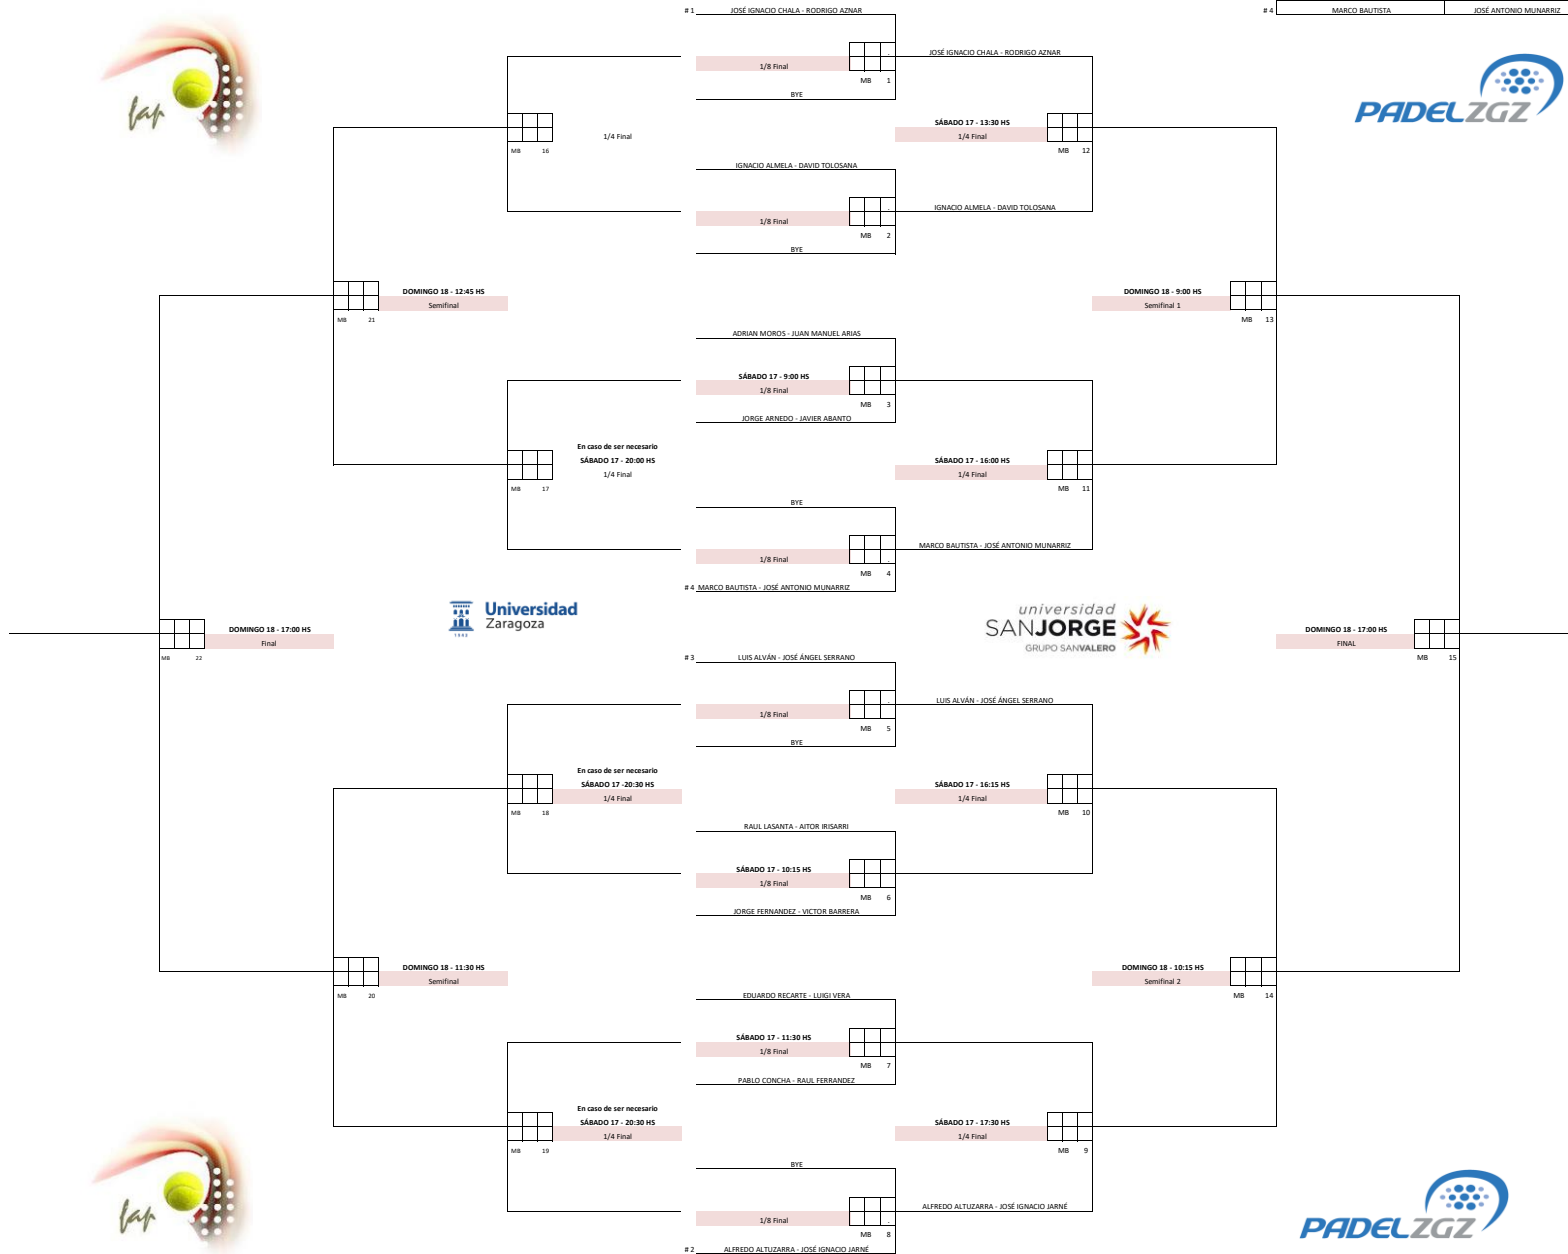 # 1 JOSÉ IGNACIO CHALA - RODRIGO AZNAR
# 4 MARCO BAUTISTA JOSÉ ANTONIO MUNARRIZ
fap
PADELZGZ
JOSÉ IGNACIO CHALA - RODRIGO AZNAR
1/8 Final
MB 1
BYE
SÁBADO 17 - 13:30 HS
1/4 Final
1/4 Final
MB 16
MB 12
IGNACIO ALMELA - DAVID TOLOSANA
IGNACIO ALMELA - DAVID TOLOSANA
1/8 Final
MB 2
BYE
DOMINGO 18 - 12:45 HS
Semifinal
MB 21
DOMINGO 18 - 9:00 HS
Semifinal 1
MB 13
ADRIAN MOROS - JUAN MANUEL ARIAS
SÁBADO 17 - 9:00 HS
1/8 Final
MB 3
JORGE ARNEDO - JAVIER ABANTO
En caso de ser necesario
SÁBADO 17 - 20:00 HS
1/4 Final
MB 17
SÁBADO 17 - 16:00 HS
1/4 Final
MB 11
BYE
MARCO BAUTISTA - JOSÉ ANTONIO MUNARRIZ
1/8 Final
MB 4
# 4 MARCO BAUTISTA - JOSÉ ANTONIO MUNARRIZ
Universidad
Zaragoza
1542
universidad
SANJORGE
GRUPO SANVALERO
DOMINGO 18 - 17:00 HS
Final
MB 22
DOMINGO 18 - 17:00 HS
FINAL
MB 15
# 3 LUIS ALVÁN - JOSÉ ÁNGEL SERRANO
LUIS ALVÁN - JOSÉ ÁNGEL SERRANO
1/8 Final
MB 5
BYE
En caso de ser necesario
SÁBADO 17 -20:30 HS
1/4 Final
MB 18
SÁBADO 17 - 16:15 HS
1/4 Final
MB 10
RAUL LASANTA - AITOR IRISARRI
SÁBADO 17 - 10:15 HS
1/8 Final
MB 6
JORGE FERNANDEZ - VICTOR BARRERA
DOMINGO 18 - 11:30 HS
Semifinal
MB 20
DOMINGO 18 - 10:15 HS
Semifinal 2
MB 14
EDUARDO RECARTE - LUIGI VERA
SÁBADO 17 - 11:30 HS
1/8 Final
MB 7
PABLO CONCHA - RAUL FERRANDEZ
En caso de ser necesario
SÁBADO 17 - 20:30 HS
1/4 Final
MB 19
SÁBADO 17 - 17:30 HS
1/4 Final
MB 9
BYE
ALFREDO ALTUZARRA - JOSÉ IGNACIO JARNÉ
1/8 Final
MB 8
# 2 ALFREDO ALTUZARRA - JOSÉ IGNACIO JARNÉ
fap
PADELZGZ